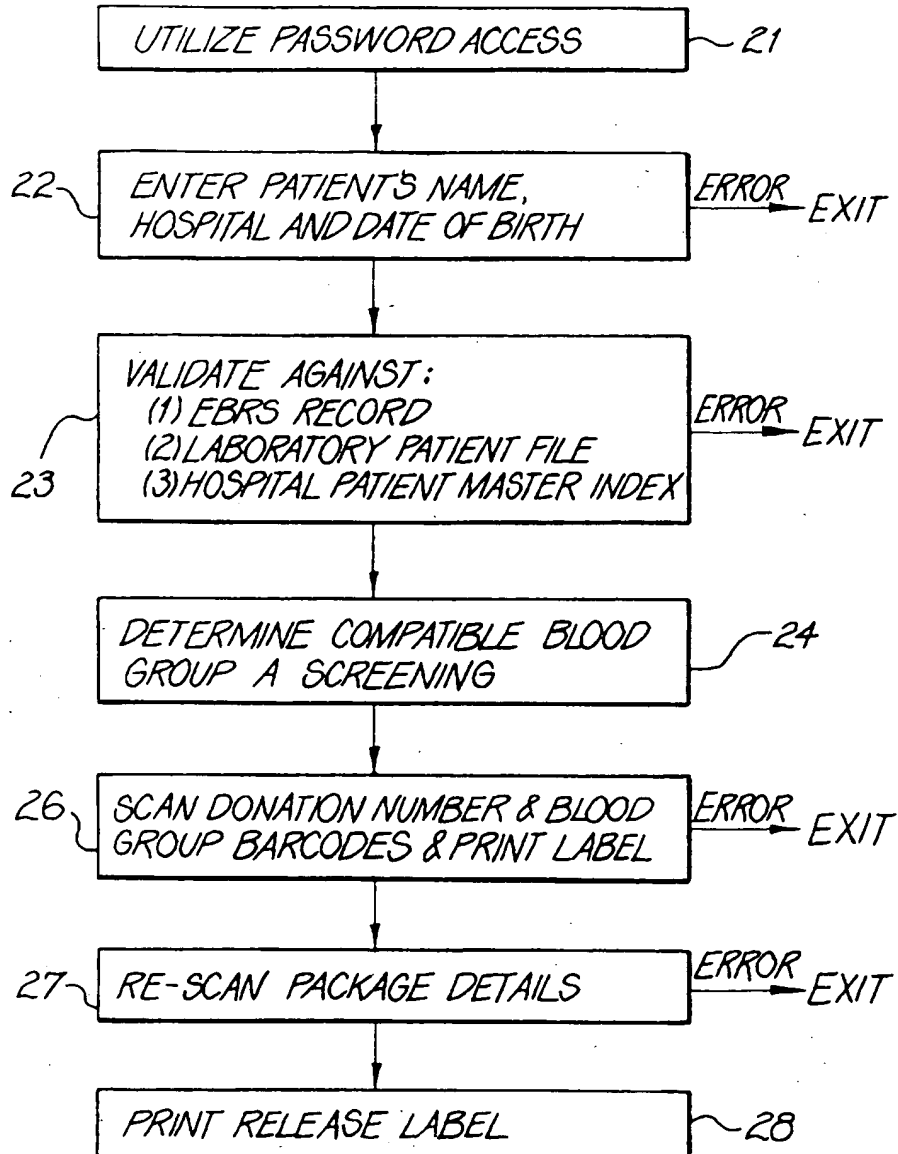 UTILIZE PASSWORD ACCESS
21
22
ENTER PATIENT'S NAME,
HOSPITAL AND DATE OF BIRTH
ERROR
EXIT
VALIDATE AGAINST:
(1) EBRS RECORD
(2) LABORATORY PATIENT FILE
(3) HOSPITAL PATIENT MASTER INDEX
23
ERROR
EXIT
DETERMINE COMPATIBLE BLOOD
GROUP A SCREENING
24
26
SCAN DONATION NUMBER & BLOOD
GROUP BARCODES & PRINT LABEL
ERROR
EXIT
27
RE-SCAN PACKAGE DETAILS
ERROR
EXIT
PRINT RELEASE LABEL
28